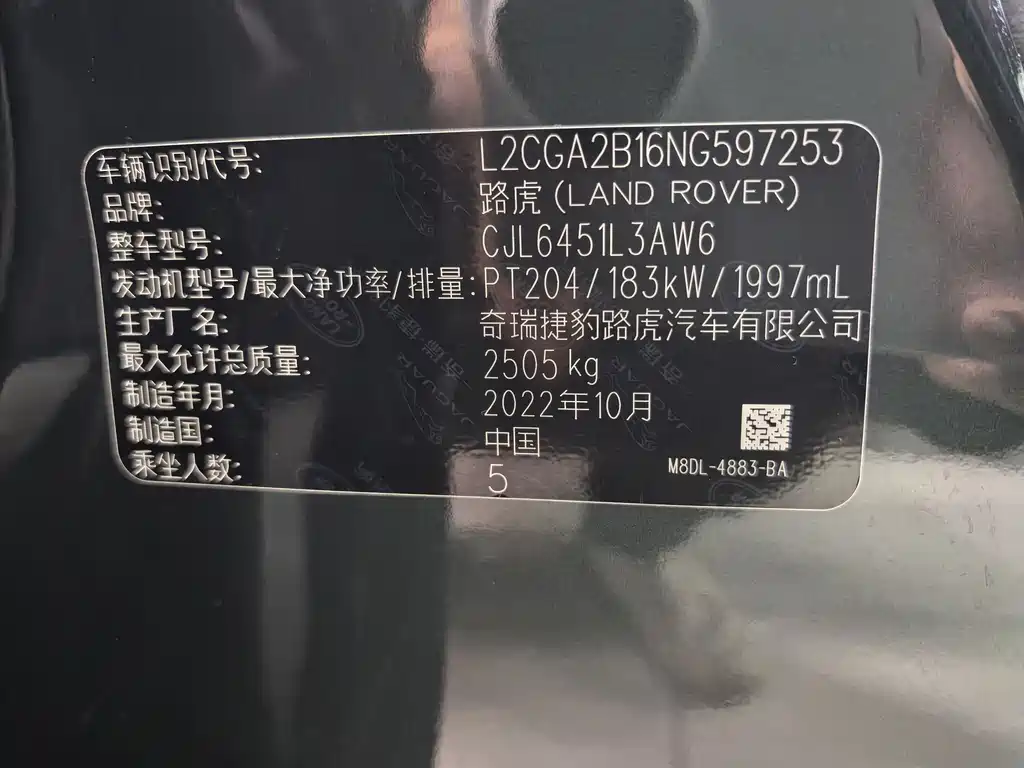 车辆识别代号: L2CGA2B16NG597253
品牌: 路虎 (LAND ROVER)
整车型号: CJL6451L3AW6
发动机型号/最大净功率/排量: PT204/183kW/1997mL
生产厂名: 奇瑞捷豹路虎汽车有限公司
最大允许总质量: 2505 kg
制造年月: 2022年10月
制造国: 中国
乘坐人数: 5
M8DL-4883-BA